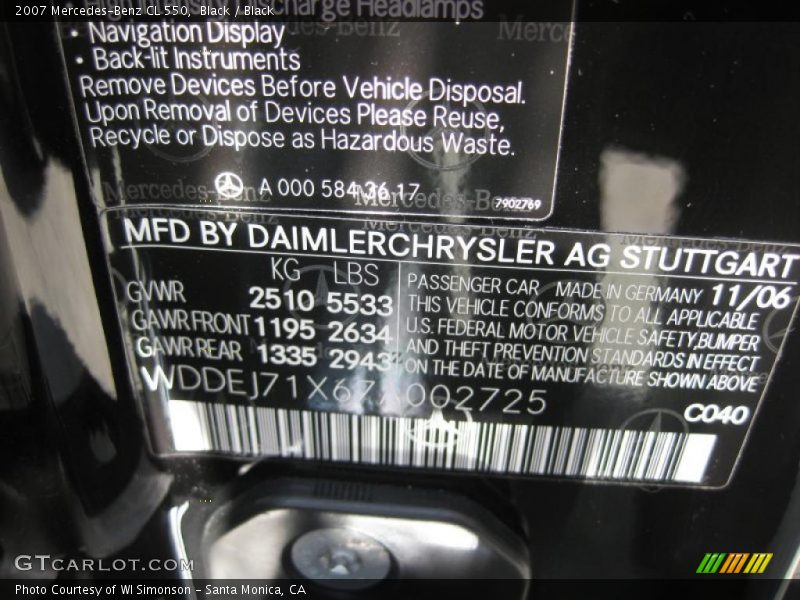 2007 Mercedes-Benz CL 550, Black / Black
charge Headlamps
• Navigation Display
• Back-lit Instruments
Remove Devices Before Vehicle Disposal.
Upon Removal of Devices Please Reuse,
Recycle or Dispose as Hazardous Waste.
A 000 584 36 17
7902769
MFD BY DAIMLERCHRYSLER AG STUTTGART
KG LBS
GVWR 2510 5533
GAWR FRONT 1195 2634
GAWR REAR 1335 2943
PASSENGER CAR MADE IN GERMANY 11/06
THIS VEHICLE CONFORMS TO ALL APPLICABLE
U.S. FEDERAL MOTOR VEHICLE SAFETY,BUMPER
AND THEFT PREVENTION STANDARDS IN EFFECT
ON THE DATE OF MANUFACTURE SHOWN ABOVE
WDDEJ71X67A002725
C040
GTCARLOT.COM
Photo Courtesy of WI Simonson – Santa Monica, CA